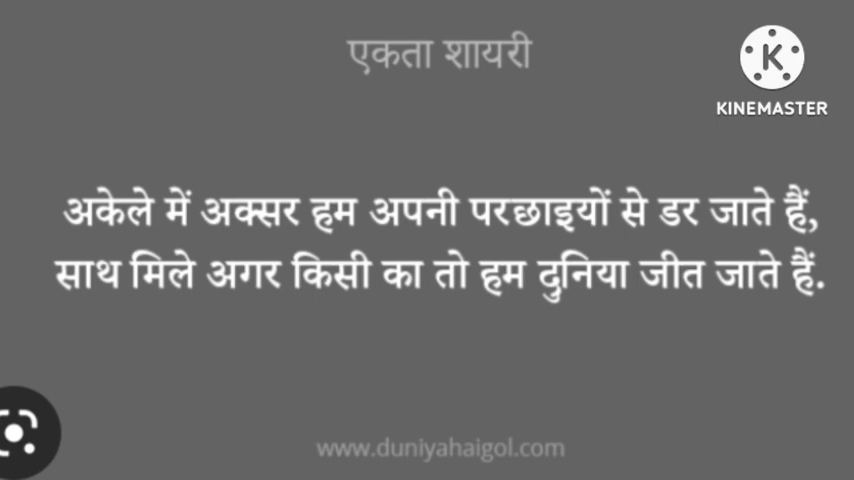 एकता शायरी
KINEMASTER
अकेले में अक्सर हम अपनी परछाइयों से डर जाते हैं,
साथ मिले अगर किसी का तो हम दुनिया जीत जाते हैं.
www.duniyahaigol.com